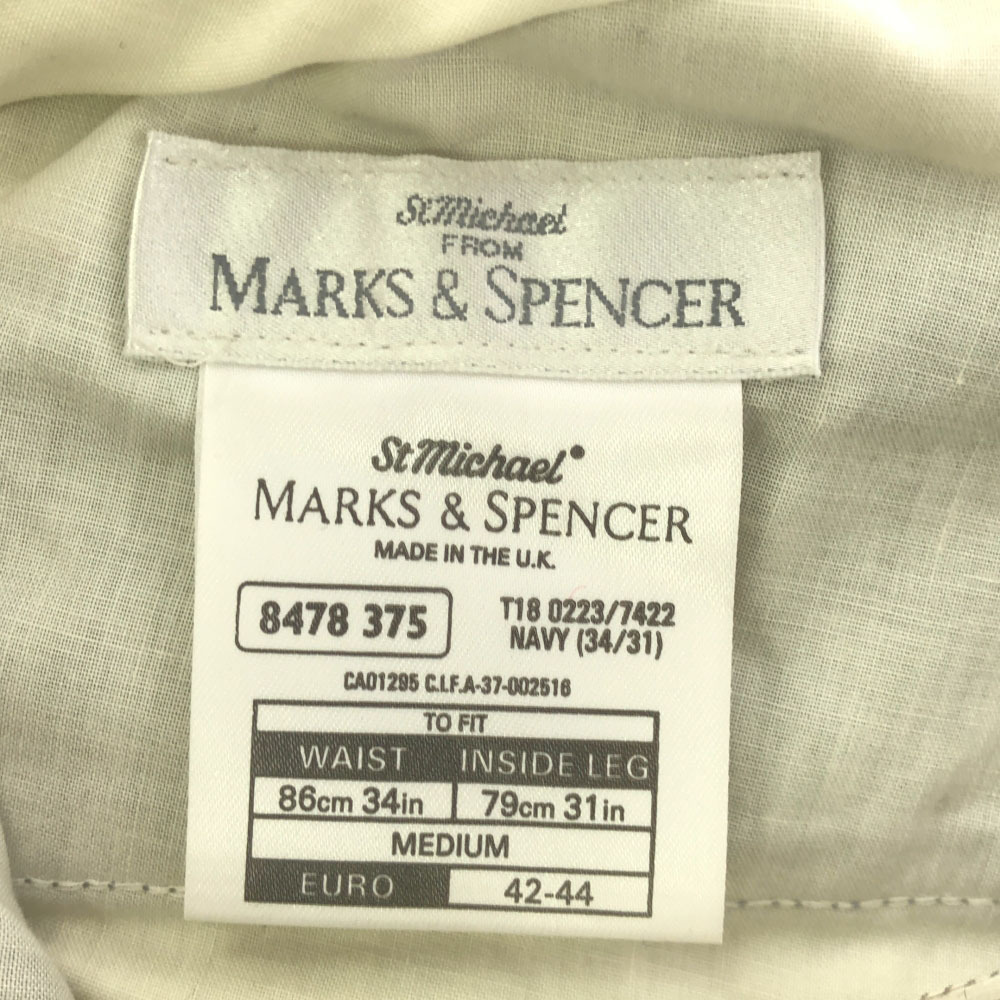 St Michael
FROM
MARKS & SPENCER
St Michael®
MARKS & SPENCER
MADE IN THE U.K.
8478 375
T18 0223/7422
NAVY (34/31)
CA01295 C.I.F.A-37-002516
TO FIT
WAIST INSIDE LEG
86cm 34in 79cm 31in
MEDIUM
EURO 42-44